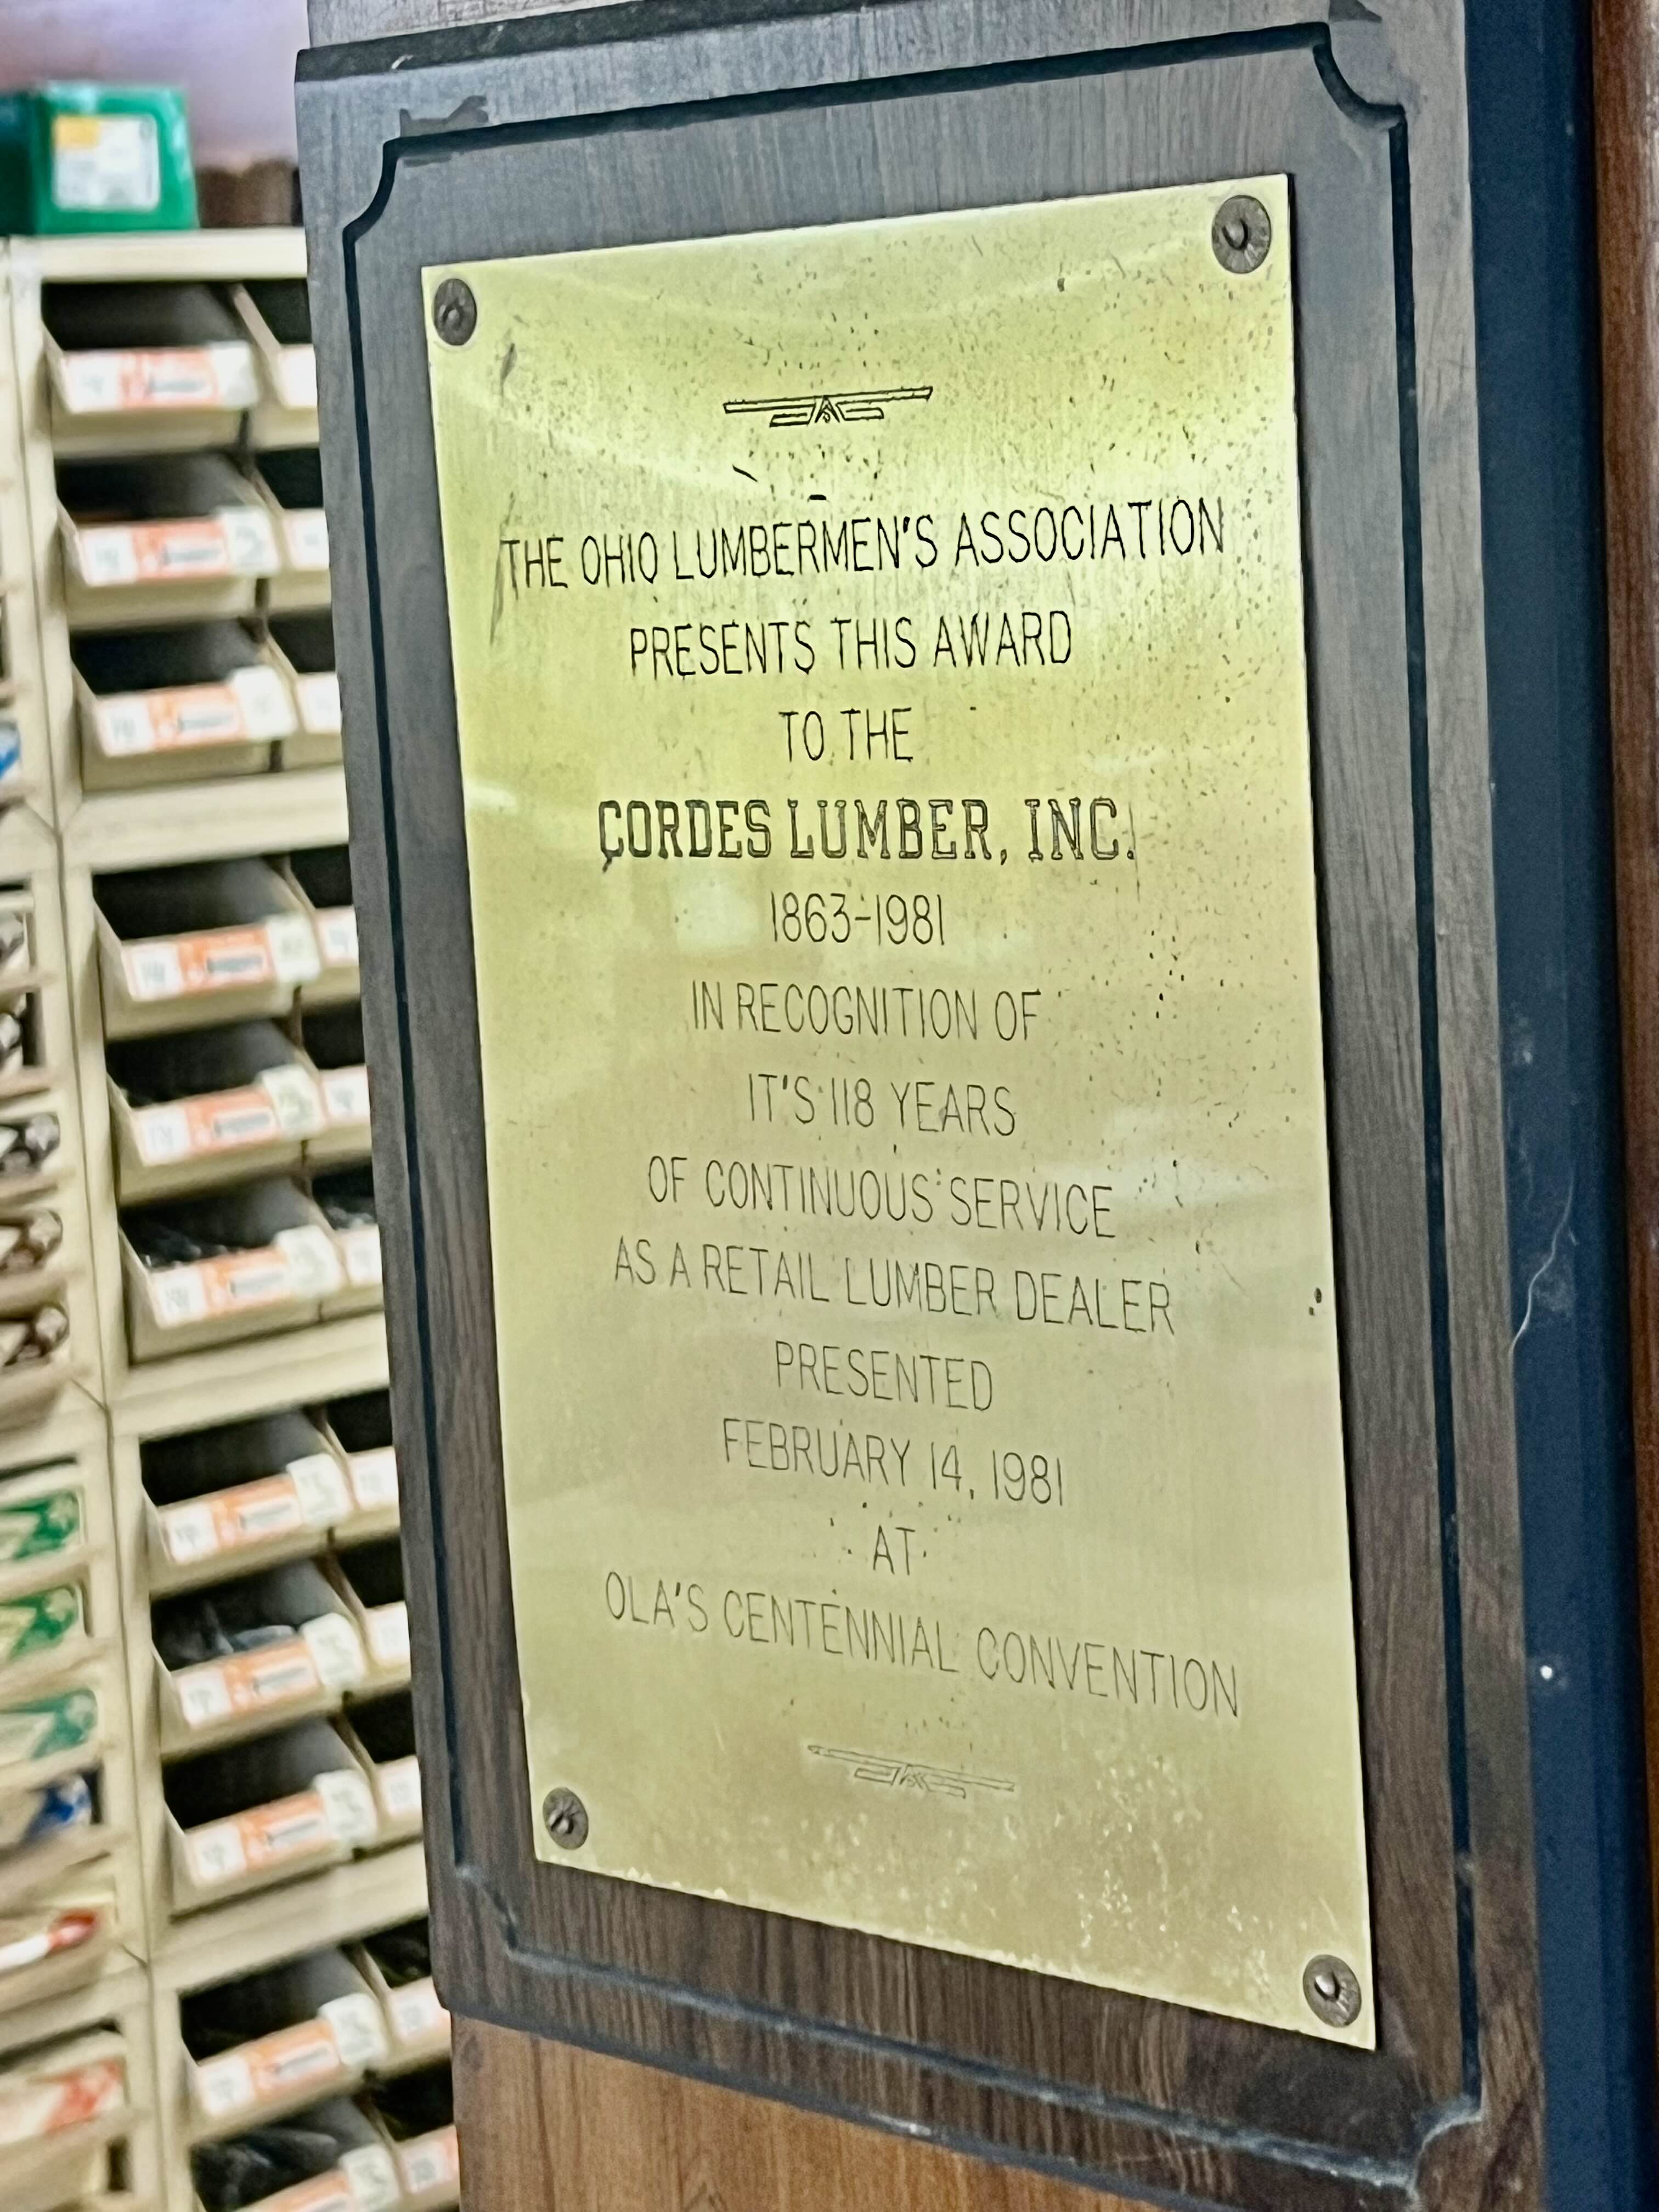 THE OHIO LUMBERMEN'S ASSOCIATION
PRESENTS THIS AWARD
TO THE
CORDES LUMBER, INC.
1863-1981
IN RECOGNITION OF
IT'S 118 YEARS
OF CONTINUOUS SERVICE
AS A RETAIL LUMBER DEALER
PRESENTED
FEBRUARY 14, 1981
AT
OLA'S CENTENNIAL CONVENTION